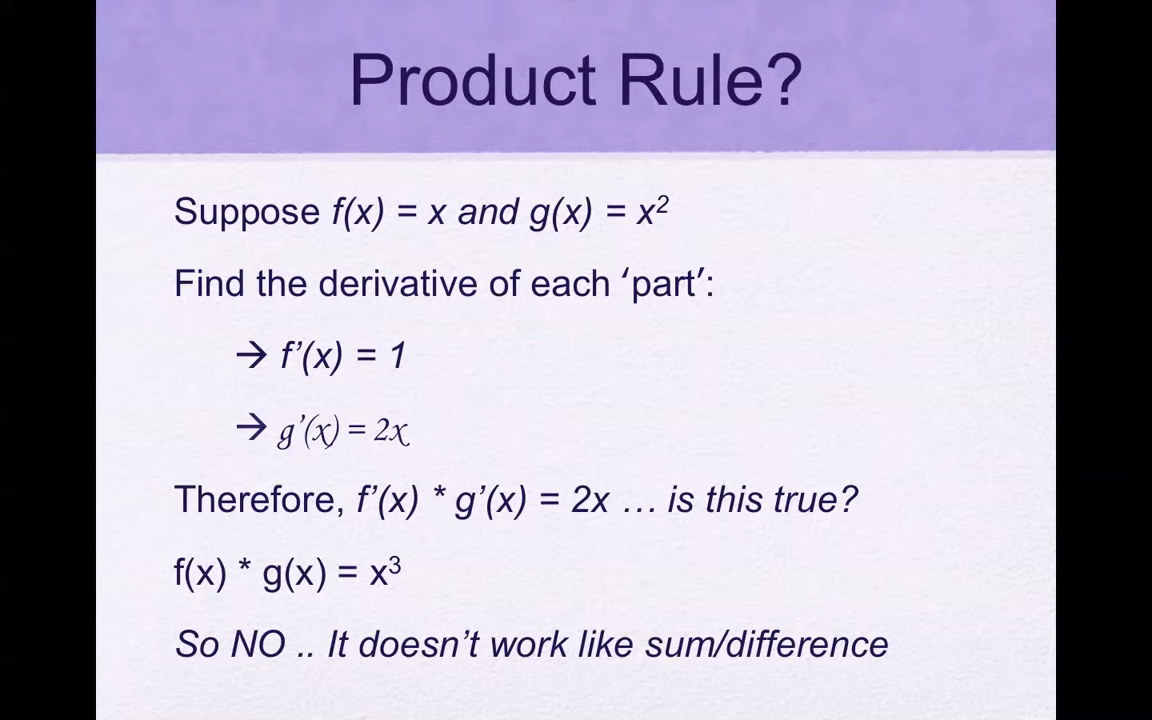 Product Rule?
Suppose f(x) = x and g(x) = x²
Find the derivative of each ‘part’:
→ f’(x) = 1
→ g’(x) = 2x
Therefore, f’(x) * g’(x) = 2x … is this true?
f(x) * g(x) = x³
So NO .. It doesn’t work like sum/difference